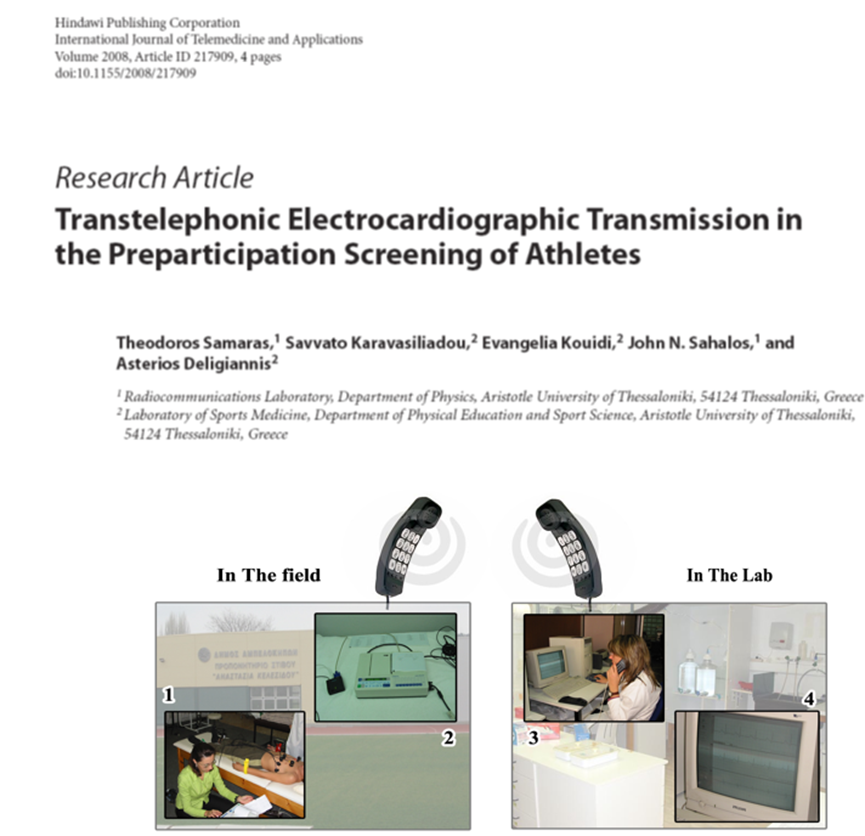 Hindawi Publishing Corporation
International Journal of Telemedicine and Applications
Volume 2008, Article ID 217909, 4 pages
doi:10.1155/2008/217909
Research Article
Transtelephonic Electrocardiographic Transmission in
the Preparticipation Screening of Athletes
Theodoros Samaras,¹ Savvato Karavasiliadou,² Evangelia Kouidi,² John N. Sahalos,¹ and
Asterios Deligiannis²
¹ Radiocommunications Laboratory, Department of Physics, Aristotle University of Thessaloniki, 54124 Thessaloniki, Greece
² Laboratory of Sports Medicine, Department of Physical Education and Sport Science, Aristotle University of Thessaloniki,
54124 Thessaloniki, Greece
In The field
In The Lab
1
2
3
4